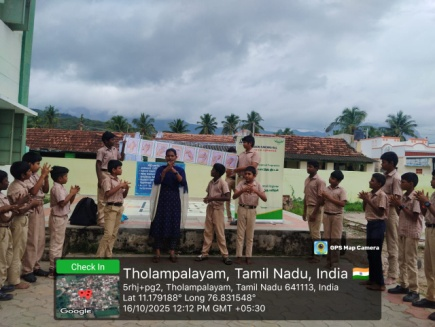 GPS Map Camera
Check In
Tholampalayam, Tamil Nadu, India
5rhj+pg2, Tholampalayam, Tamil Nadu 641113, India
Lat 11.179188° Long 76.831548°
16/10/2025 12:12 PM GMT +05:30
Google